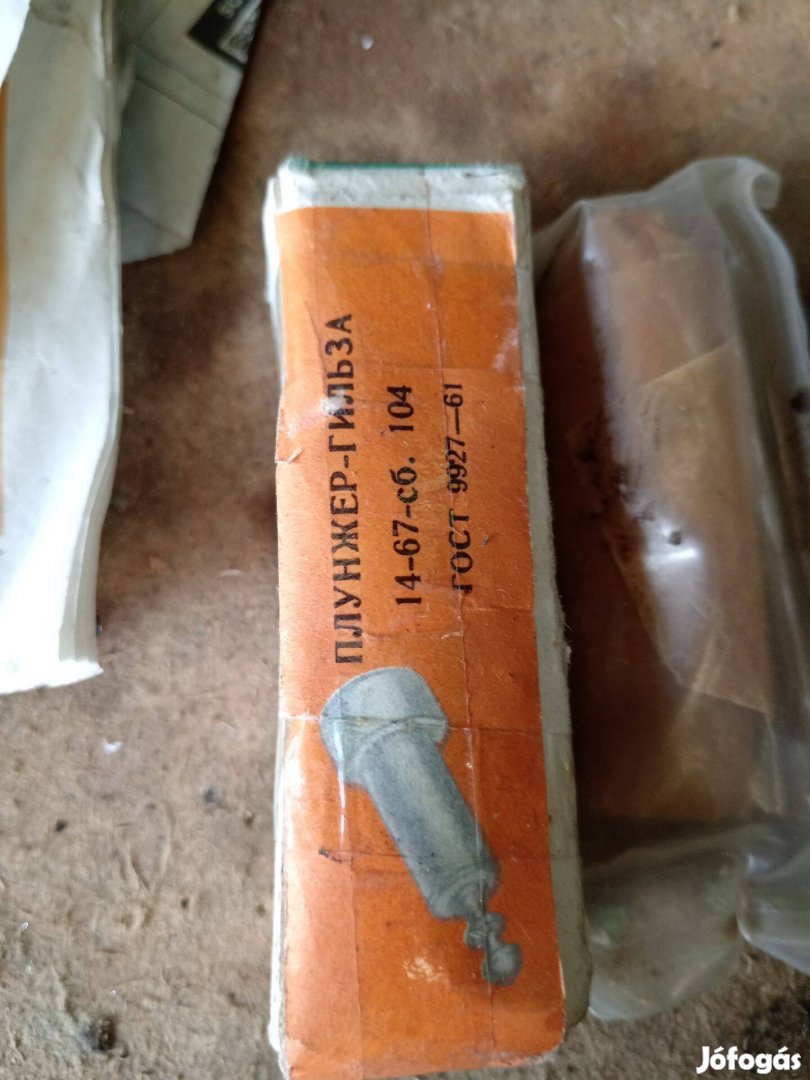 ПЛУНЖЕР-ГИЛЬЗА
14-67-сб. 104
ГОСТ 9927—61
Jófogás